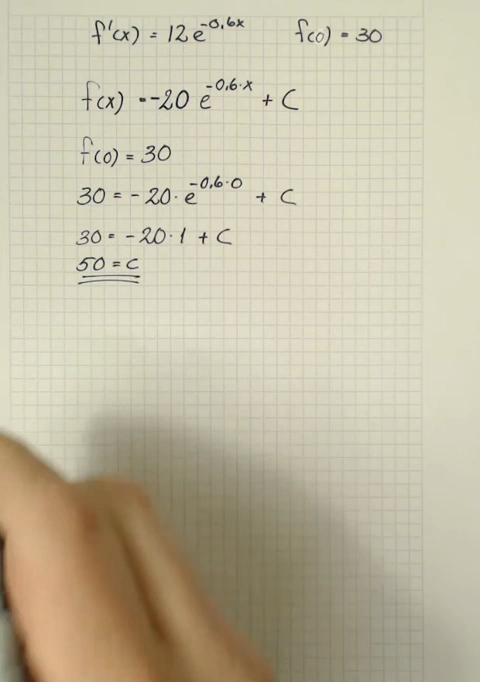 f'(x) = 12e^-0,6x   f(0) = 30
f(x) = -20 e^-0,6·x + C
f(0) = 30
30 = -20·e^-0,6·0 + C
30 = -20·1 + C
50 = C